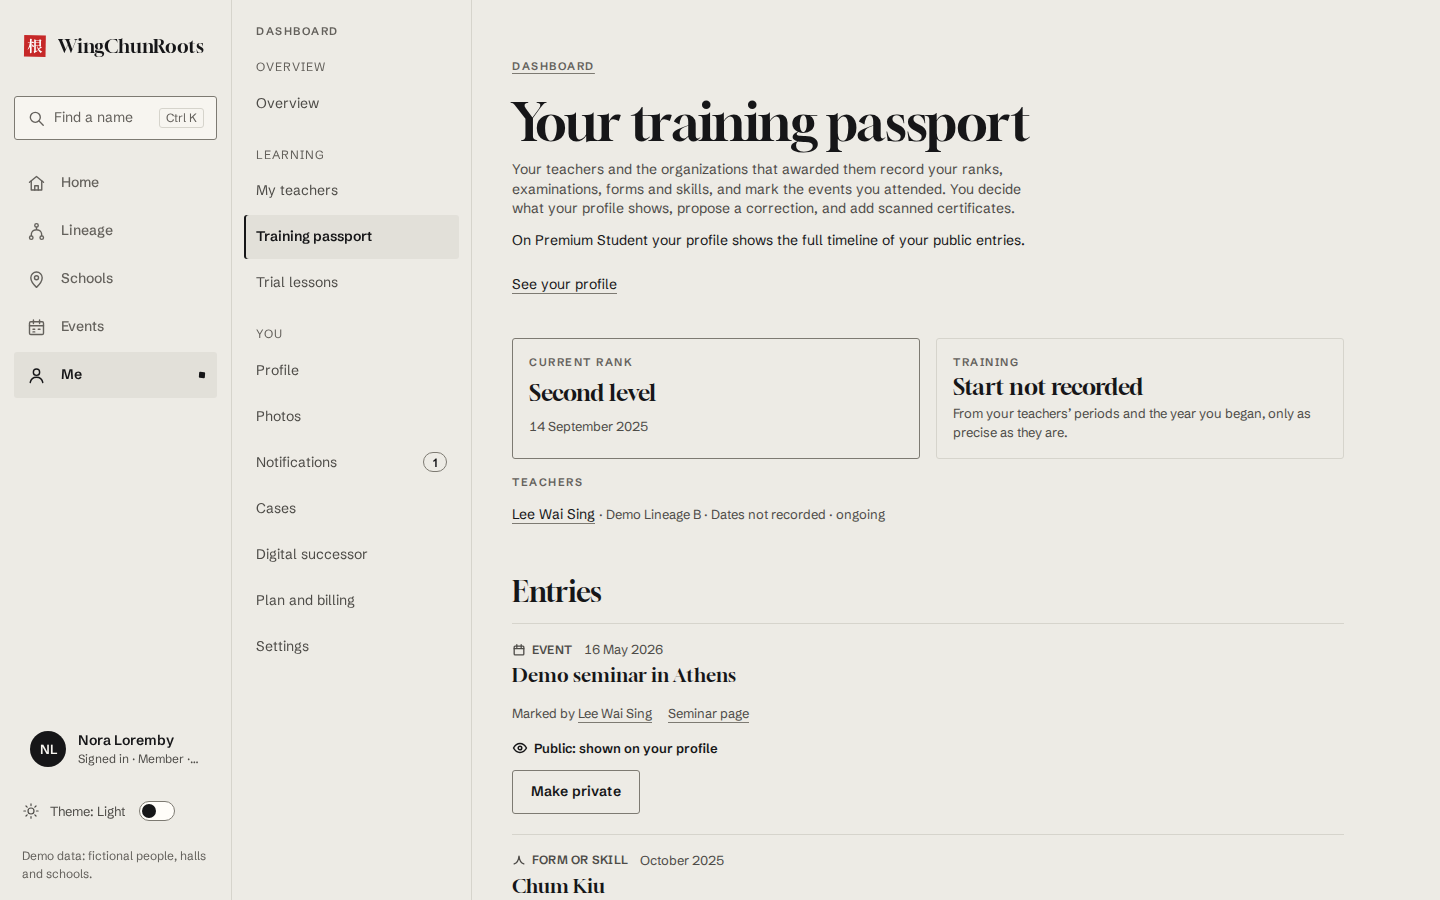 根 WingChunRoots
Find a name Ctrl K
Home
Lineage
Schools
Events
Me
NL
Nora Loremby
Signed in · Member ·...
Theme: Light
Demo data: fictional people, halls
and schools.
DASHBOARD
OVERVIEW
Overview
LEARNING
My teachers
Training passport
Trial lessons
YOU
Profile
Photos
Notifications 1
Cases
Digital successor
Plan and billing
Settings
DASHBOARD
Your training passport
Your teachers and the organizations that awarded them record your ranks,
examinations, forms and skills, and mark the events you attended. You decide
what your profile shows, propose a correction, and add scanned certificates.
On Premium Student your profile shows the full timeline of your public entries.
See your profile
CURRENT RANK
Second level
14 September 2025
TRAINING
Start not recorded
From your teachers’ periods and the year you began, only as
precise as they are.
TEACHERS
Lee Wai Sing · Demo Lineage B · Dates not recorded · ongoing
Entries
EVENT 16 May 2026
Demo seminar in Athens
Marked by Lee Wai Sing Seminar page
Public: shown on your profile
Make private
FORM OR SKILL October 2025
Chum Kiu